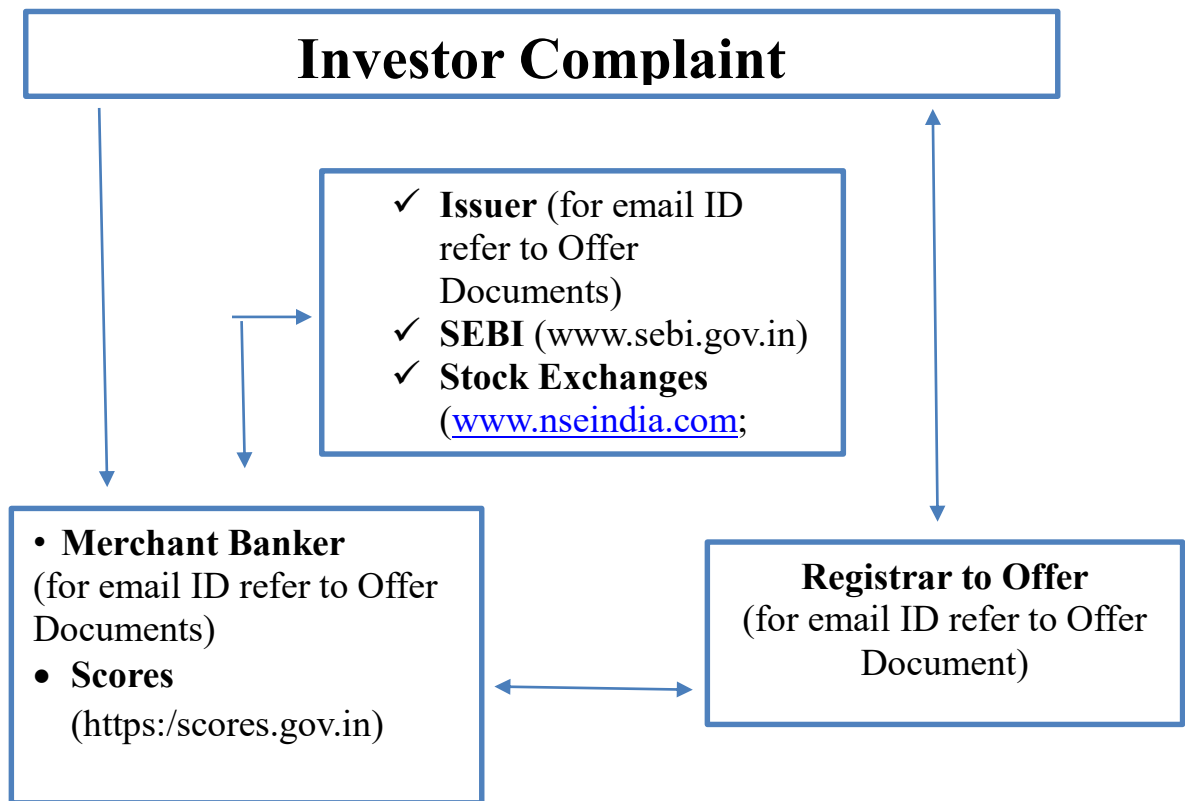 Investor Complaint
✓ Issuer (for email ID
refer to Offer
Documents)
✓ SEBI (www.sebi.gov.in)
✓ Stock Exchanges
(www.nseindia.com;
• Merchant Banker
(for email ID refer to Offer
Documents)
• Scores
(https:/scores.gov.in)
Registrar to Offer
(for email ID refer to Offer
Document)